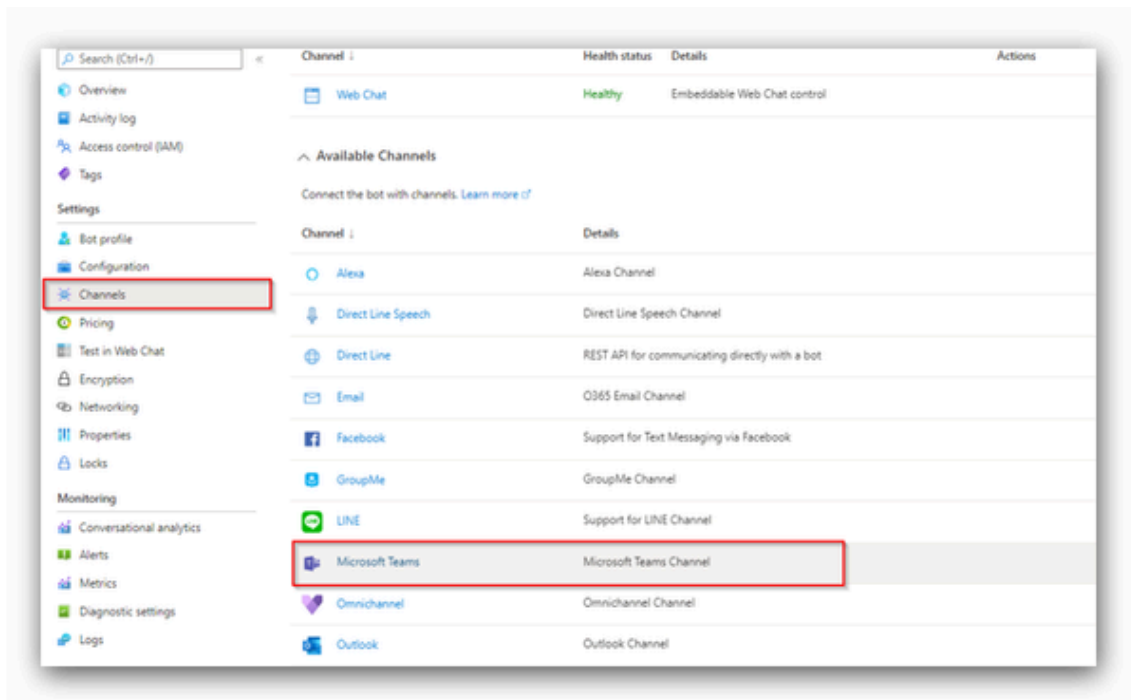 Search (Ctrl+/)
«
Overview
Activity log
Access control (IAM)
Tags
Settings
Bot profile
Configuration
Channels
Pricing
Test in Web Chat
Encryption
Networking
Properties
Locks
Monitoring
Conversational analytics
Alerts
Metrics
Diagnostic settings
Logs
Channel ↓ Health status Details Actions
Web Chat Healthy Embeddable Web Chat control
Available Channels
Connect the bot with channels. Learn more
Channel ↓ Details
Alexa Alexa Channel
Direct Line Speech Direct Line Speech Channel
Direct Line REST API for communicating directly with a bot
Email O365 Email Channel
Facebook Support for Text Messaging via Facebook
GroupMe GroupMe Channel
LINE Support for LINE Channel
Microsoft Teams Microsoft Teams Channel
Omnichannel Omnichannel Channel
Outlook Outlook Channel